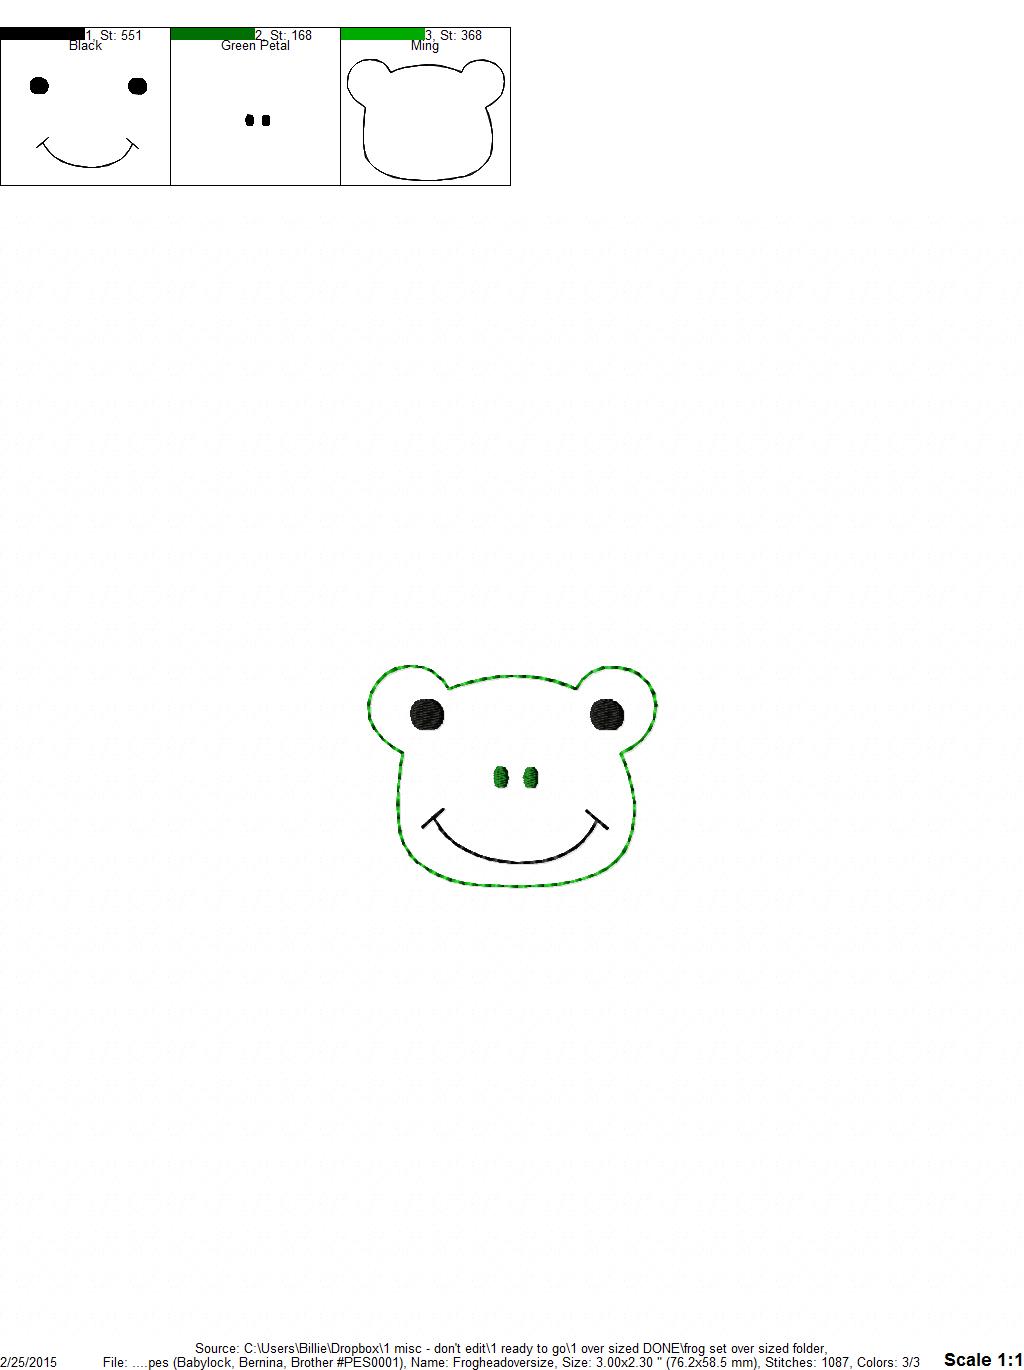 1, St: 551
Black
2, St: 168
Green Petal
3, St: 368
Ming
Source: C:\Users\Billie\Dropbox\1 misc - don't edit\1 ready to go\1 over sized DONE\frog set over sized folder,
2/25/2015 File: ....pes (Babylock, Bernina, Brother #PES0001), Name: Frogheadoversize, Size: 3.00x2.30 " (76.2x58.5 mm), Stitches: 1087, Colors: 3/3 Scale 1:1